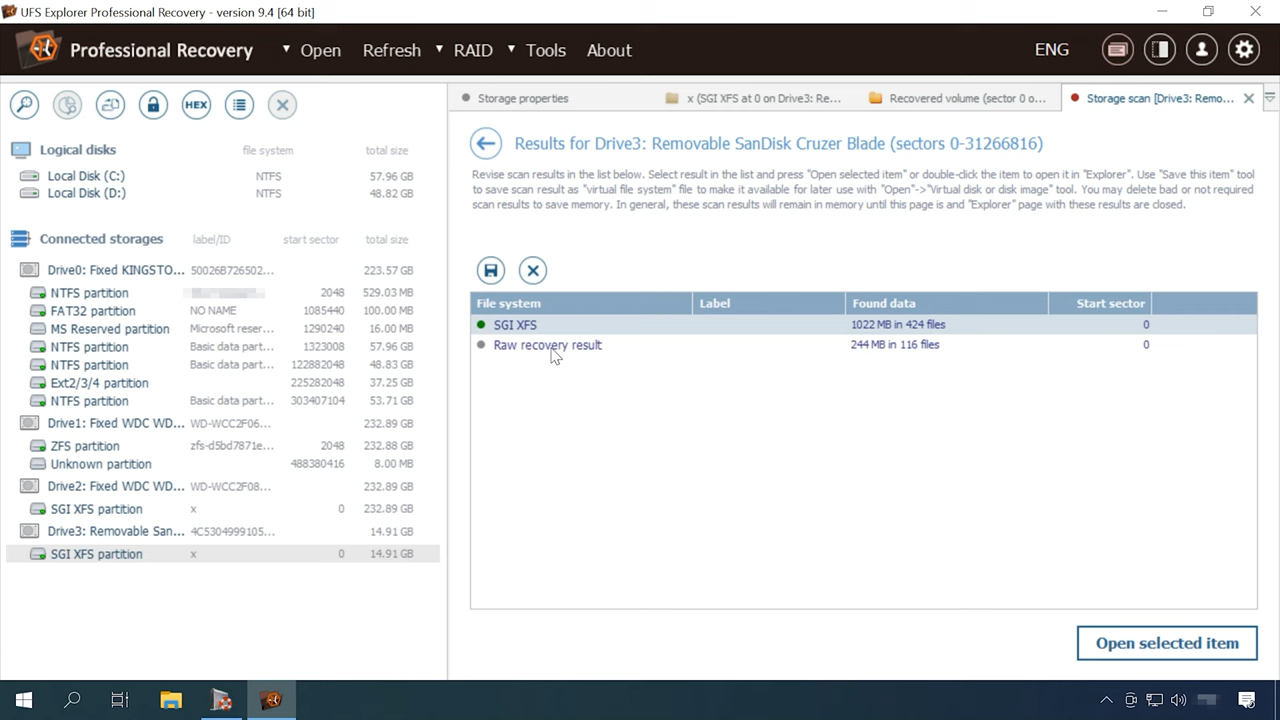 UFS Explorer Professional Recovery - version 9.4 [64 bit]
Professional Recovery
Open
Refresh
RAID
Tools
About
ENG
HEX
Logical disks file system total size
Local Disk (C:) NTFS 57.96 GB
Local Disk (D:) NTFS 48.82 GB
Connected storages label/ID start sector total size
Drive0: Fixed KINGSTO... 50026B726502... 223.57 GB
NTFS partition 2048 529.03 MB
FAT32 partition NO NAME 1085440 100.00 MB
MS Reserved partition Microsoft reser... 1290240 16.00 MB
NTFS partition Basic data part... 1323008 57.96 GB
NTFS partition Basic data part... 122882048 48.83 GB
Ext2/3/4 partition 225282048 37.25 GB
NTFS partition Basic data part... 303407104 53.71 GB
Drive1: Fixed WDC WD... WD-WCC2F06... 232.89 GB
ZFS partition zfs-d5bd7871e... 2048 232.88 GB
Unknown partition 488380416 8.00 MB
Drive2: Fixed WDC WD... WD-WCC2F08... 232.89 GB
SGI XFS partition x 0 232.89 GB
Drive3: Removable San... 4C5304999105... 14.91 GB
SGI XFS partition x 0 14.91 GB
Storage properties
x (SGI XFS at 0 on Drive3: Re...
Recovered volume (sector 0 o...
Storage scan [Drive3: Remo...
Results for Drive3: Removable SanDisk Cruzer Blade (sectors 0-31266816)
Revise scan results in the list below. Select result in the list and press "Open selected item" or double-click the item to open it in "Explorer". Use "Save this item" tool
to save scan result as "virtual file system" file to make it available for later use with "Open"->"Virtual disk or disk image" tool. You may delete bad or not required
scan results to save memory. In general, these scan results will remain in memory until this page is and "Explorer" page with these results are closed.
File system Label Found data Start sector
SGI XFS 1022 MB in 424 files 0
Raw recovery result 244 MB in 116 files 0
Open selected item